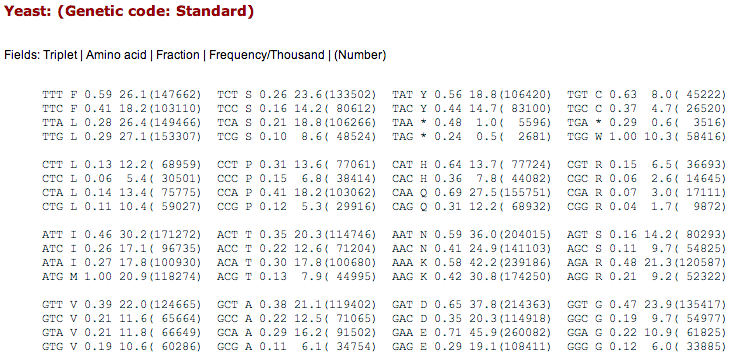 Yeast: (Genetic code: Standard)
Fields: Triplet | Amino acid | Fraction | Frequency/Thousand | (Number)
TTT F 0.59 26.1(147662) TCT S 0.26 23.6(133502) TAT Y 0.56 18.8(106420) TGT C 0.63 8.0( 45222)
TTC F 0.41 18.2(103110) TCC S 0.16 14.2( 80612) TAC Y 0.44 14.7( 83100) TGC C 0.37 4.7( 26520)
TTA L 0.28 26.4(149466) TCA S 0.21 18.8(106266) TAA * 0.48 1.0( 5596) TGA * 0.29 0.6( 3516)
TTG L 0.29 27.1(153307) TCG S 0.10 8.6( 48524) TAG * 0.24 0.5( 2681) TGG W 1.00 10.3( 58416)
CTT L 0.13 12.2( 68959) CCT P 0.31 13.6( 77061) CAT H 0.64 13.7( 77724) CGT R 0.15 6.5( 36693)
CTC L 0.06 5.4( 30501) CCC P 0.15 6.8( 38414) CAC H 0.36 7.8( 44082) CGC R 0.06 2.6( 14645)
CTA L 0.14 13.4( 75775) CCA P 0.41 18.2(103062) CAA Q 0.69 27.5(155751) CGA R 0.07 3.0( 17111)
CTG L 0.11 10.4( 59027) CCG P 0.12 5.3( 29916) CAG Q 0.31 12.2( 68932) CGG R 0.04 1.7( 9872)
ATT I 0.46 30.2(171272) ACT T 0.35 20.3(114746) AAT N 0.59 36.0(204015) AGT S 0.16 14.2( 80293)
ATC I 0.26 17.1( 96735) ACC T 0.22 12.6( 71204) AAC N 0.41 24.9(141103) AGC S 0.11 9.7( 54825)
ATA I 0.27 17.8(100930) ACA T 0.30 17.8(100680) AAA K 0.58 42.2(239186) AGA R 0.48 21.3(120587)
ATG M 1.00 20.9(118274) ACG T 0.13 7.9( 44995) AAG K 0.42 30.8(174250) AGG R 0.21 9.2( 52322)
GTT V 0.39 22.0(124665) GCT A 0.38 21.1(119402) GAT D 0.65 37.8(214363) GGT G 0.47 23.9(135417)
GTC V 0.21 11.6( 65664) GCC A 0.22 12.5( 71065) GAC D 0.35 20.3(114918) GGC G 0.19 9.7( 54977)
GTA V 0.21 11.8( 66649) GCA A 0.29 16.2( 91502) GAA E 0.71 45.9(260082) GGA G 0.22 10.9( 61825)
GTG V 0.19 10.6( 60286) GCG A 0.11 6.1( 34754) GAG E 0.29 19.1(108411) GGG G 0.12 6.0( 33885)